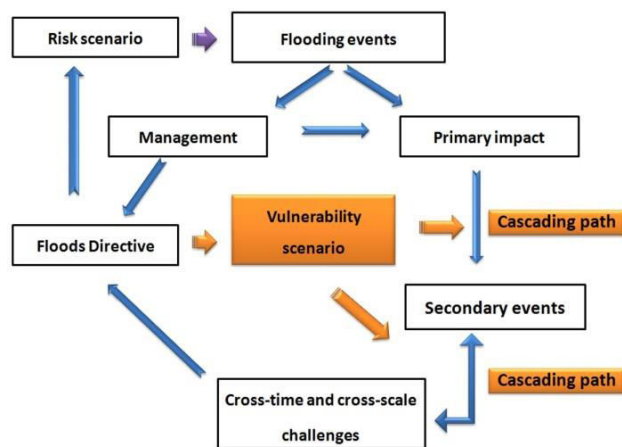 Risk scenario
Flooding events
Management
Primary impact
Floods Directive
Vulnerability
scenario
Cascading path
Secondary events
Cross-time and cross-scale
challenges
Cascading path